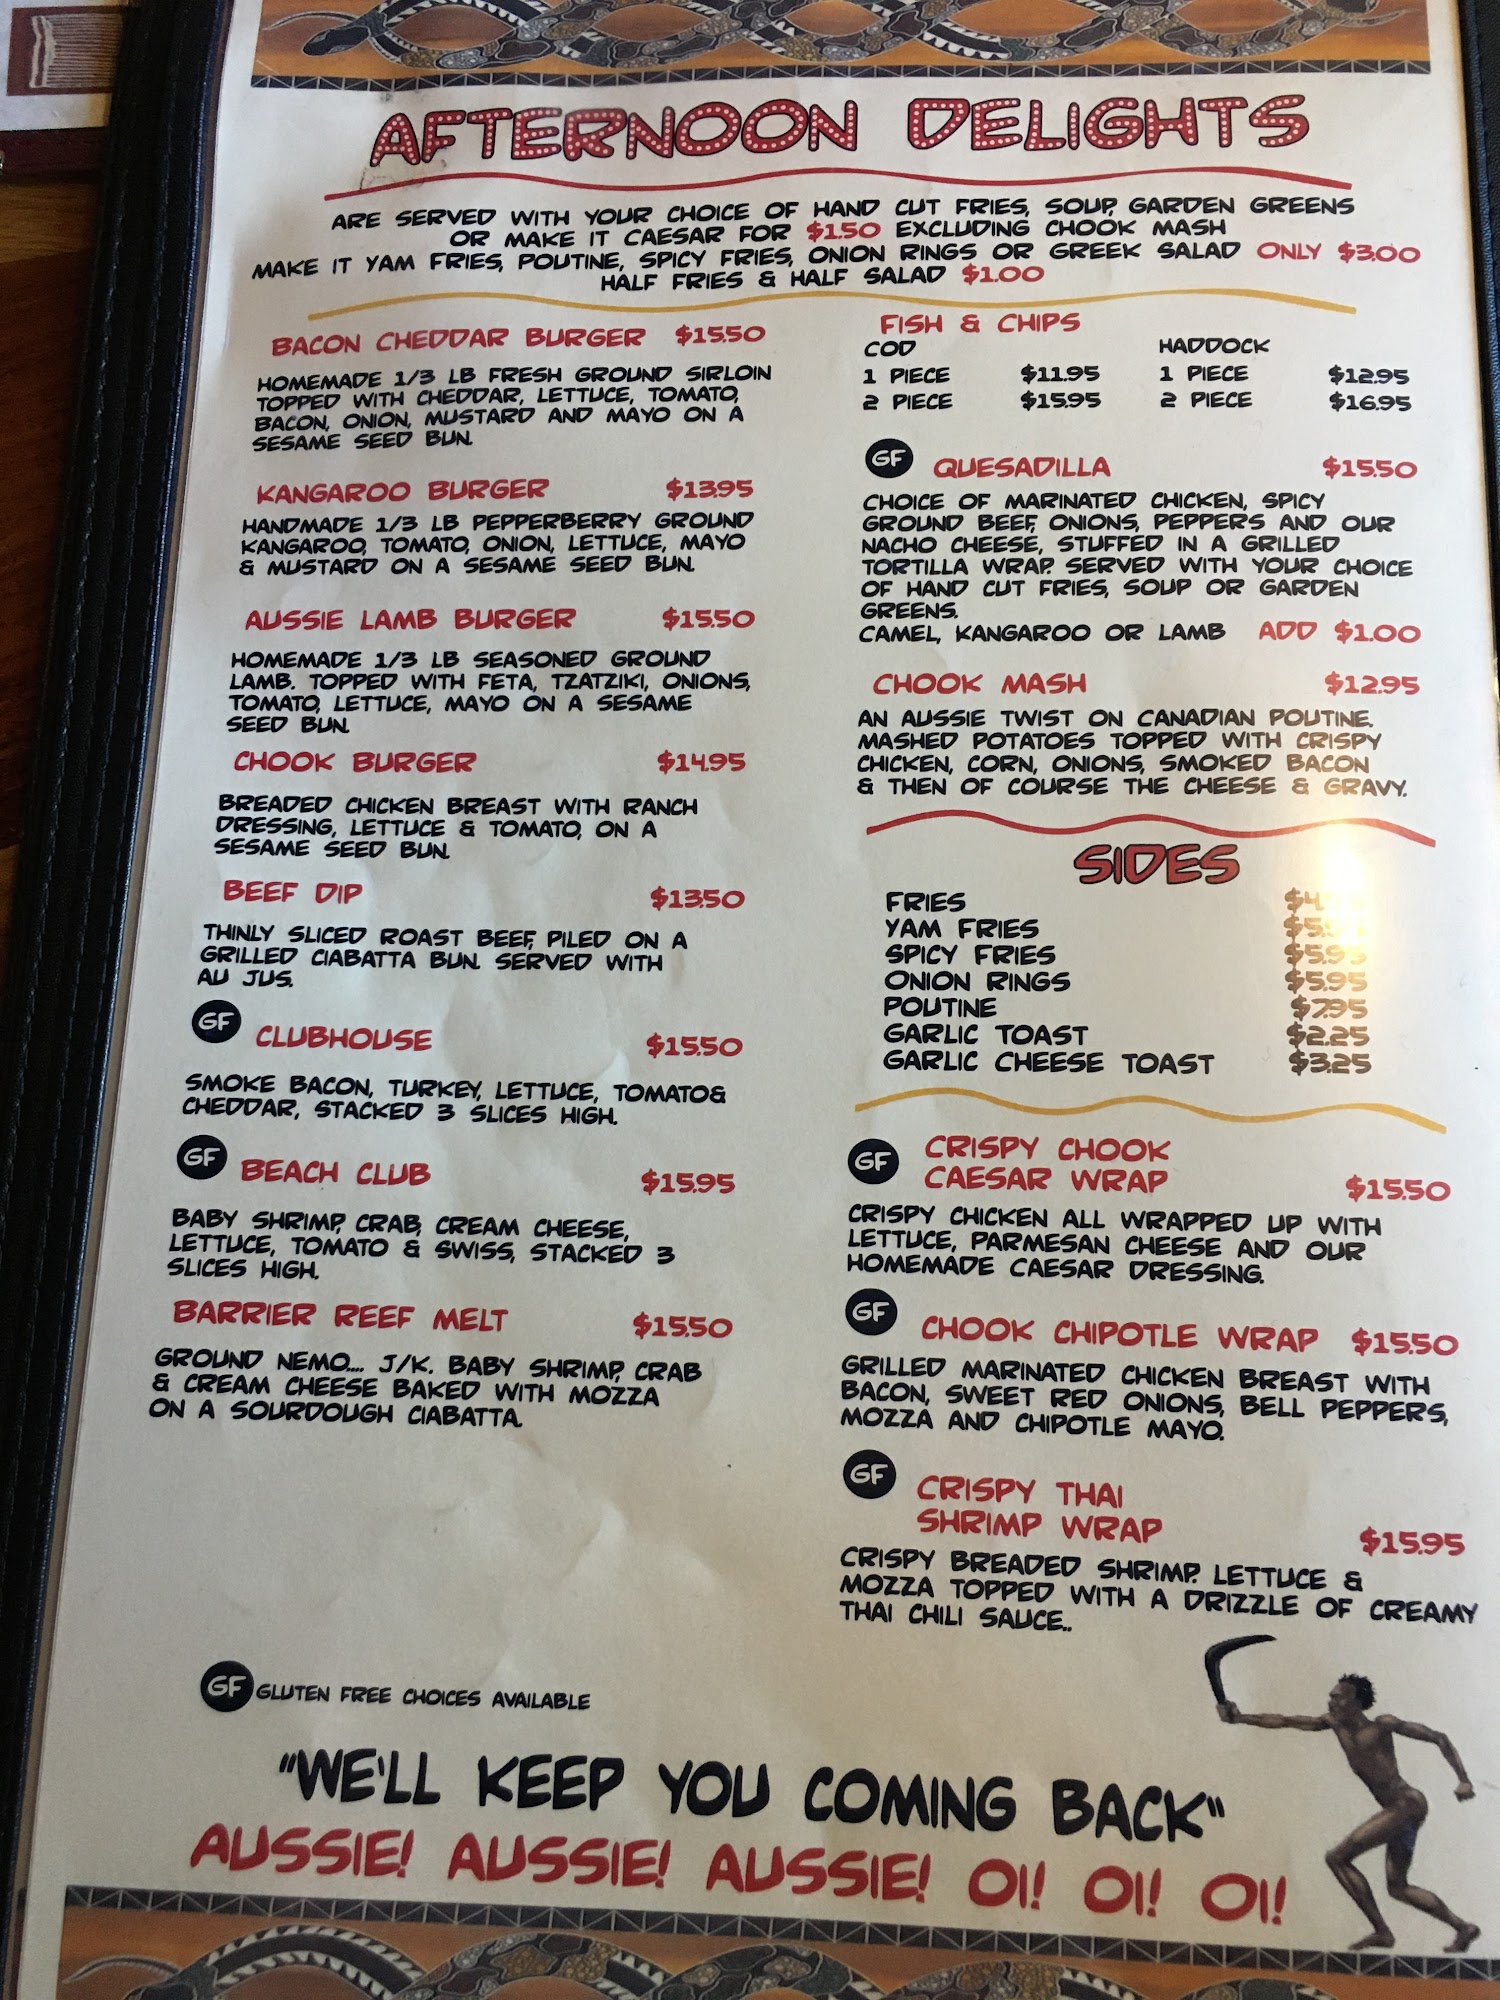 AFTERNOON DELIGHTS
ARE SERVED WITH YOUR CHOICE OF HAND CUT FRIES, SOUP, GARDEN GREENS
OR MAKE IT CAESAR FOR $1.50 EXCLUDING CHOOK MASH
MAKE IT YAM FRIES, POUTINE, SPICY FRIES, ONION RINGS OR GREEK SALAD ONLY $3.00
HALF FRIES & HALF SALAD $1.00
BACON CHEDDAR BURGER $15.50
HOMEMADE 1/3 LB FRESH GROUND SIRLOIN
TOPPED WITH CHEDDAR, LETTUCE, TOMATO,
BACON, ONION, MUSTARD AND MAYO ON A
SESAME SEED BUN.
KANGAROO BURGER $13.95
HANDMADE 1/3 LB PEPPERBERRY GROUND
KANGAROO, TOMATO, ONION, LETTUCE, MAYO
& MUSTARD ON A SESAME SEED BUN.
AUSSIE LAMB BURGER $15.50
HOMEMADE 1/3 LB SEASONED GROUND
LAMB. TOPPED WITH FETA, TZATZIKI, ONIONS,
TOMATO, LETTUCE, MAYO ON A SESAME
SEED BUN.
CHOOK BURGER $14.95
BREADED CHICKEN BREAST WITH RANCH
DRESSING, LETTUCE & TOMATO, ON A
SESAME SEED BUN.
BEEF DIP $13.50
THINLY SLICED ROAST BEEF, PILED ON A
GRILLED CIABATTA BUN. SERVED WITH
AU JUS.
GF CLUBHOUSE $15.50
SMOKE BACON, TURKEY, LETTUCE, TOMATO&
CHEDDAR, STACKED 3 SLICES HIGH.
GF BEACH CLUB $15.95
BABY SHRIMP, CRAB, CREAM CHEESE,
LETTUCE, TOMATO & SWISS, STACKED 3
SLICES HIGH.
BARRIER REEF MELT $15.50
GROUND NEMO.... J/K. BABY SHRIMP, CRAB
& CREAM CHEESE BAKED WITH MOZZA
ON A SOURDOUGH CIABATTA.
FISH & CHIPS
COD HADDOCK
1 PIECE $11.95 1 PIECE $12.95
2 PIECE $15.95 2 PIECE $16.95
GF QUESADILLA $15.50
CHOICE OF MARINATED CHICKEN, SPICY
GROUND BEEF, ONIONS, PEPPERS AND OUR
NACHO CHEESE, STUFFED IN A GRILLED
TORTILLA WRAP. SERVED WITH YOUR CHOICE
OF HAND CUT FRIES, SOUP OR GARDEN
GREENS.
CAMEL, KANGAROO OR LAMB ADD $1.00
CHOOK MASH $12.95
AN AUSSIE TWIST ON CANADIAN POUTINE.
MASHED POTATOES TOPPED WITH CRISPY
CHICKEN, CORN, ONIONS, SMOKED BACON
& THEN OF COURSE THE CHEESE & GRAVY.
SIDES
FRIES
YAM FRIES
SPICY FRIES $5.95
ONION RINGS $5.95
POUTINE $7.95
GARLIC TOAST $2.25
GARLIC CHEESE TOAST $3.25
GF CRISPY CHOOK
CAESAR WRAP $15.50
CRISPY CHICKEN ALL WRAPPED UP WITH
LETTUCE, PARMESAN CHEESE AND OUR
HOMEMADE CAESAR DRESSING.
GF CHOOK CHIPOTLE WRAP $15.50
GRILLED MARINATED CHICKEN BREAST WITH
BACON, SWEET RED ONIONS, BELL PEPPERS,
MOZZA AND CHIPOTLE MAYO.
GF CRISPY THAI
SHRIMP WRAP $15.95
CRISPY BREADED SHRIMP. LETTUCE &
MOZZA TOPPED WITH A DRIZZLE OF CREAMY
THAI CHILI SAUCE..
GF GLUTEN FREE CHOICES AVAILABLE
"WE'LL KEEP YOU COMING BACK"
AUSSIE! AUSSIE! AUSSIE! OI! OI! OI!